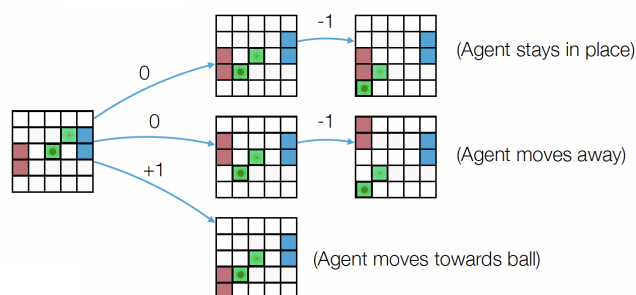 -1
(Agent stays in place)
0
0
-1
(Agent moves away)
+1
(Agent moves towards ball)